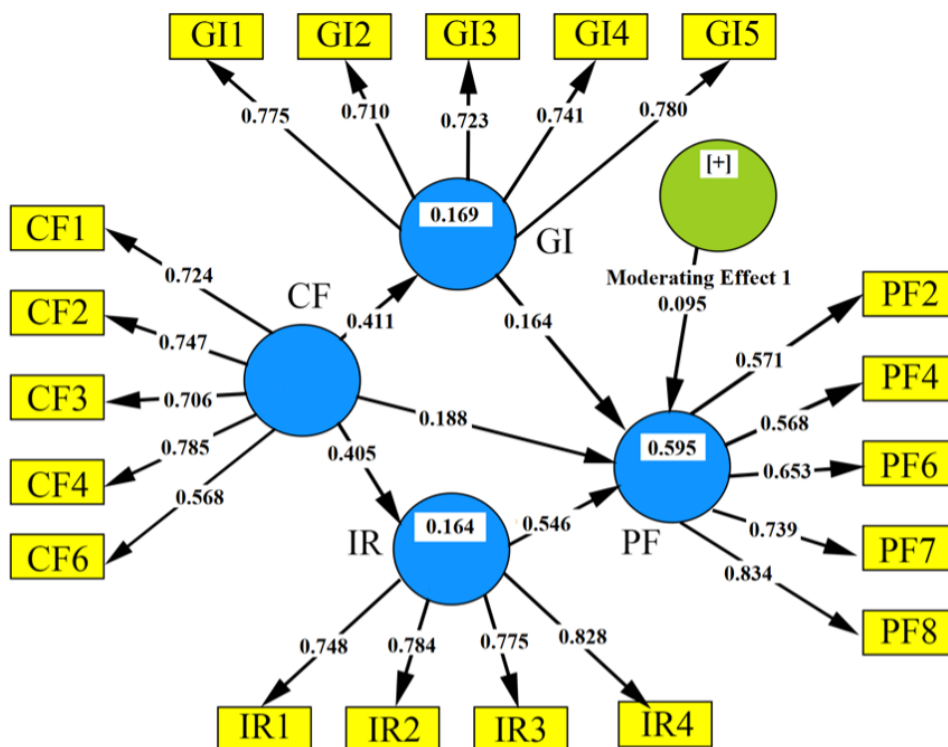 GI1 GI2 GI3 GI4 GI5
0.775 0.710 0.723 0.741 0.780
[+]
0.169
GI
CF1
0.724
Moderating Effect 1
0.095
CF
CF2
0.747
0.411
0.164
PF2
0.571
CF3
0.706
0.188
PF4
0.568
CF4
0.785
0.405
0.595
PF6
0.653
CF6
0.568
IR
0.164
0.546
PF
0.739
PF7
0.834
PF8
0.748 0.784 0.775 0.828
IR1 IR2 IR3 IR4